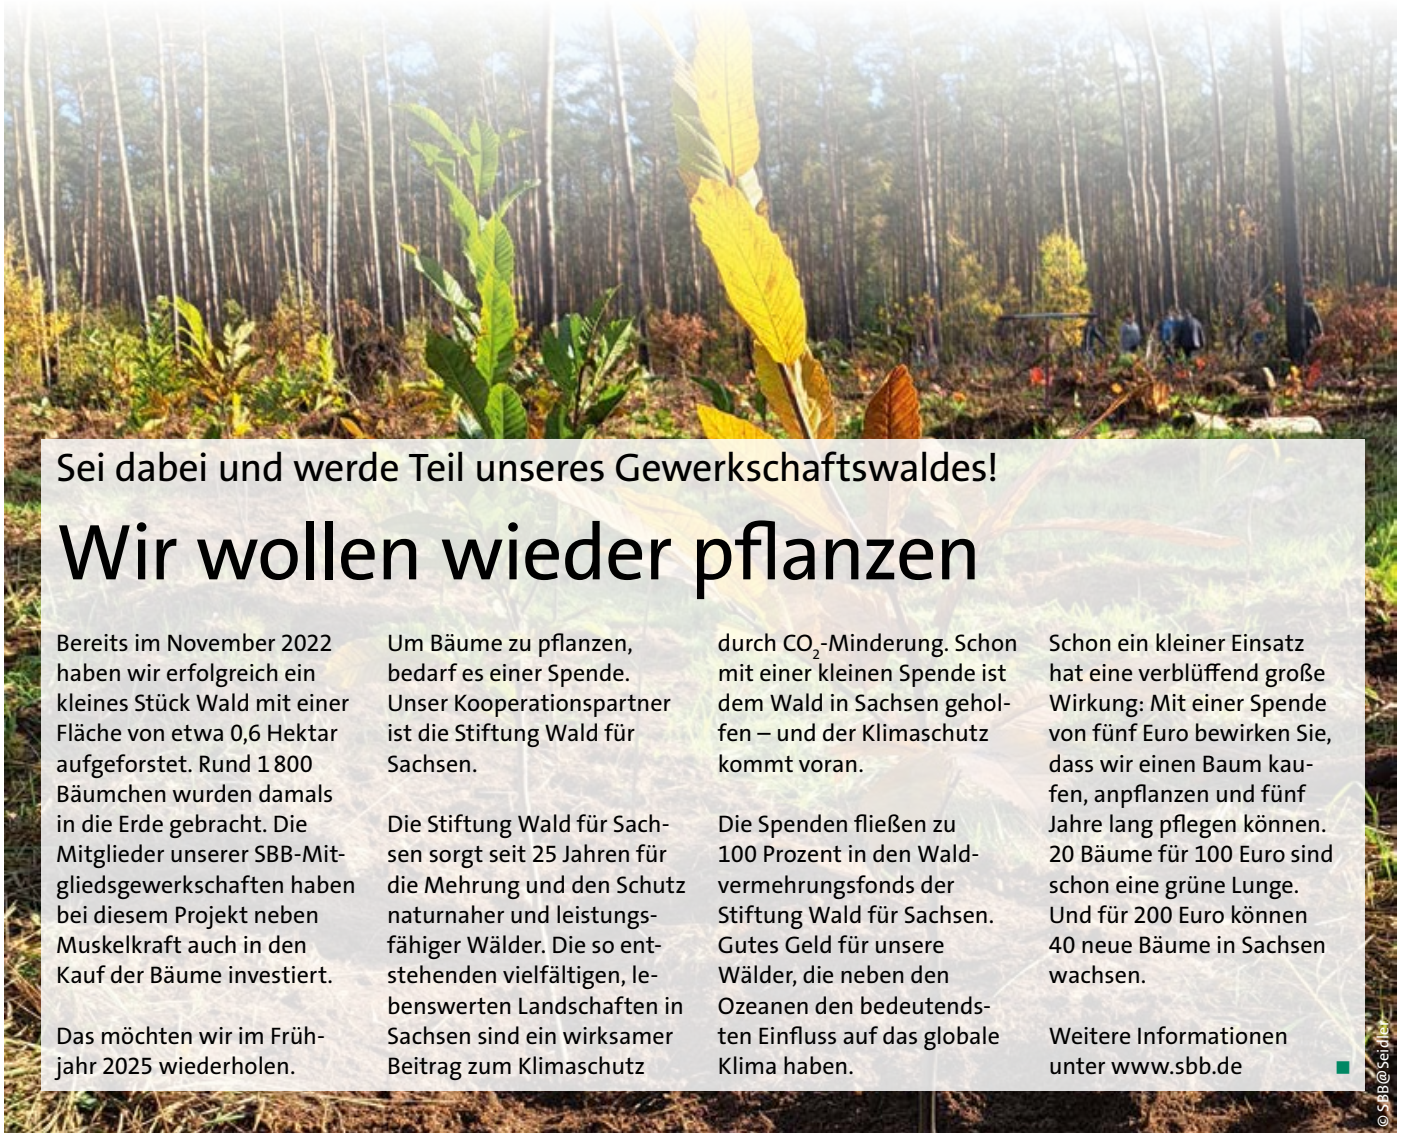 Sei dabei und werde Teil unseres Gewerkschaftswaldes!
Wir wollen wieder pflanzen
Bereits im November 2022
haben wir erfolgreich ein
kleines Stück Wald mit einer
Fläche von etwa 0,6 Hektar
aufgeforstet. Rund 1 800
Bäumchen wurden damals
in die Erde gebracht. Die
Mitglieder unserer SBB-Mit-
gliedsgewerkschaften haben
bei diesem Projekt neben
Muskelkraft auch in den
Kauf der Bäume investiert.
Das möchten wir im Früh-
jahr 2025 wiederholen.
Um Bäume zu pflanzen,
bedarf es einer Spende.
Unser Kooperationspartner
ist die Stiftung Wald für
Sachsen.
Die Stiftung Wald für Sach-
sen sorgt seit 25 Jahren für
die Mehrung und den Schutz
naturnaher und leistungs-
fähiger Wälder. Die so ent-
stehenden vielfältigen, le-
benswerten Landschaften in
Sachsen sind ein wirksamer
Beitrag zum Klimaschutz
durch CO₂-Minderung. Schon
mit einer kleinen Spende ist
dem Wald in Sachsen gehol-
fen – und der Klimaschutz
kommt voran.
Die Spenden fließen zu
100 Prozent in den Wald-
vermehrungsfonds der
Stiftung Wald für Sachsen.
Gutes Geld für unsere
Wälder, die neben den
Ozeanen den bedeutends-
ten Einfluss auf das globale
Klima haben.
Schon ein kleiner Einsatz
hat eine verblüffend große
Wirkung: Mit einer Spende
von fünf Euro bewirken Sie,
dass wir einen Baum kau-
fen, anpflanzen und fünf
Jahre lang pflegen können.
20 Bäume für 100 Euro sind
schon eine grüne Lunge.
Und für 200 Euro können
40 neue Bäume in Sachsen
wachsen.
Weitere Informationen
unter www.sbb.de
© SBB@Seidler